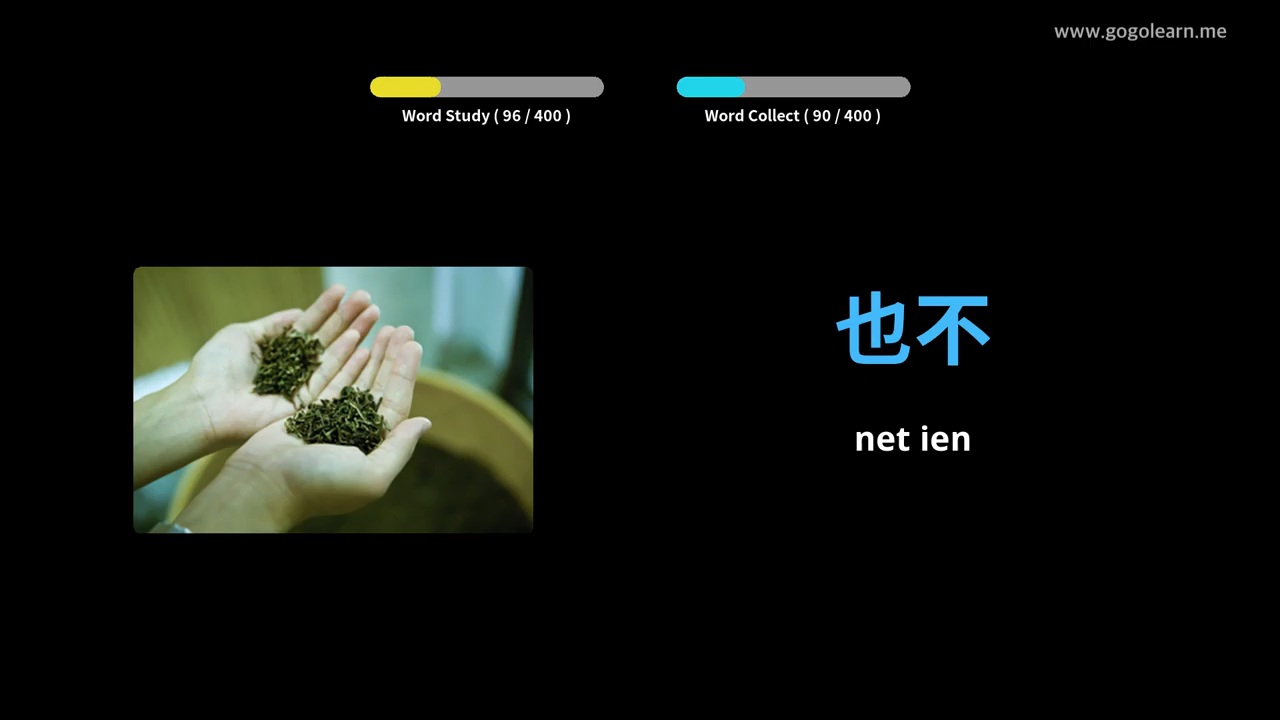 www.gogolearn.me
Word Study ( 96 / 400 )
Word Collect ( 90 / 400 )
也不
net ien